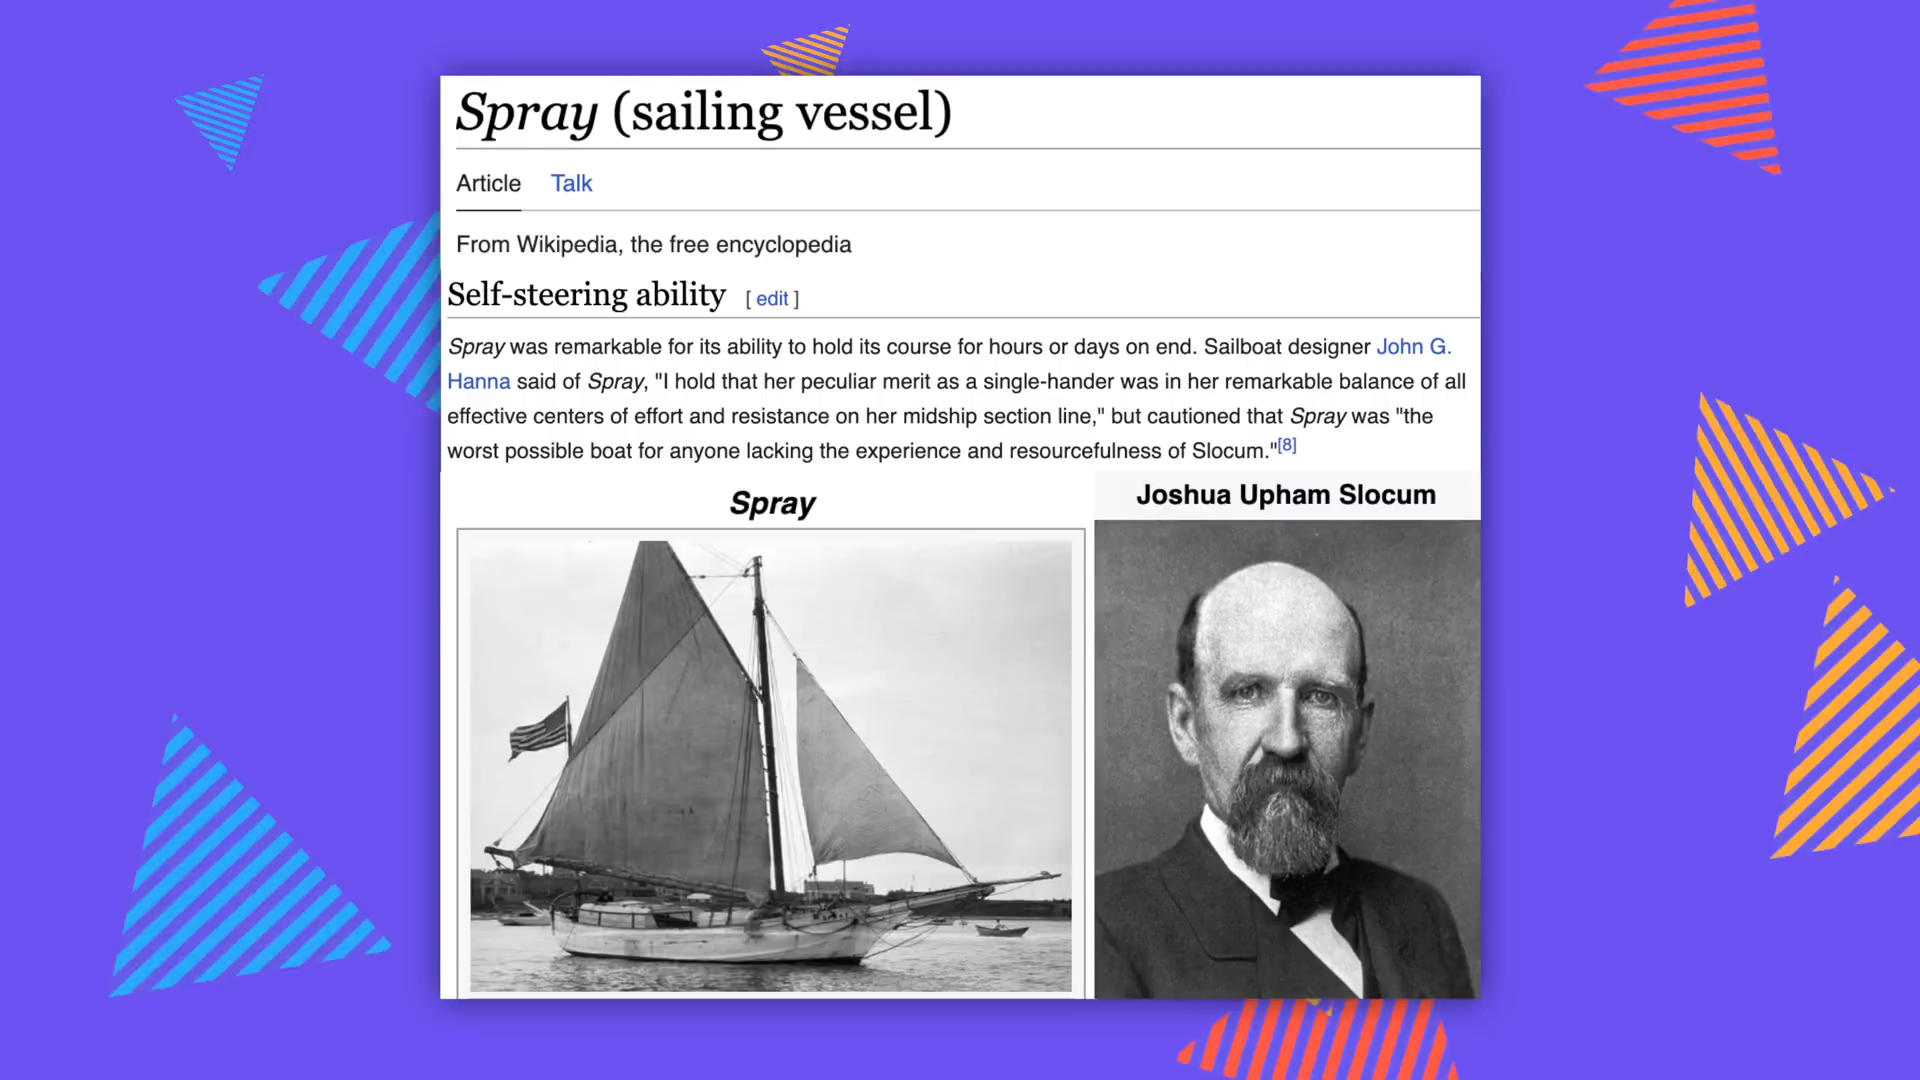 Spray (sailing vessel)
Article Talk
From Wikipedia, the free encyclopedia
Self-steering ability [ edit ]
Spray was remarkable for its ability to hold its course for hours or days on end. Sailboat designer John G.
Hanna said of Spray, "I hold that her peculiar merit as a single-hander was in her remarkable balance of all
effective centers of effort and resistance on her midship section line," but cautioned that Spray was "the
worst possible boat for anyone lacking the experience and resourcefulness of Slocum."[8]
Spray
Joshua Upham Slocum